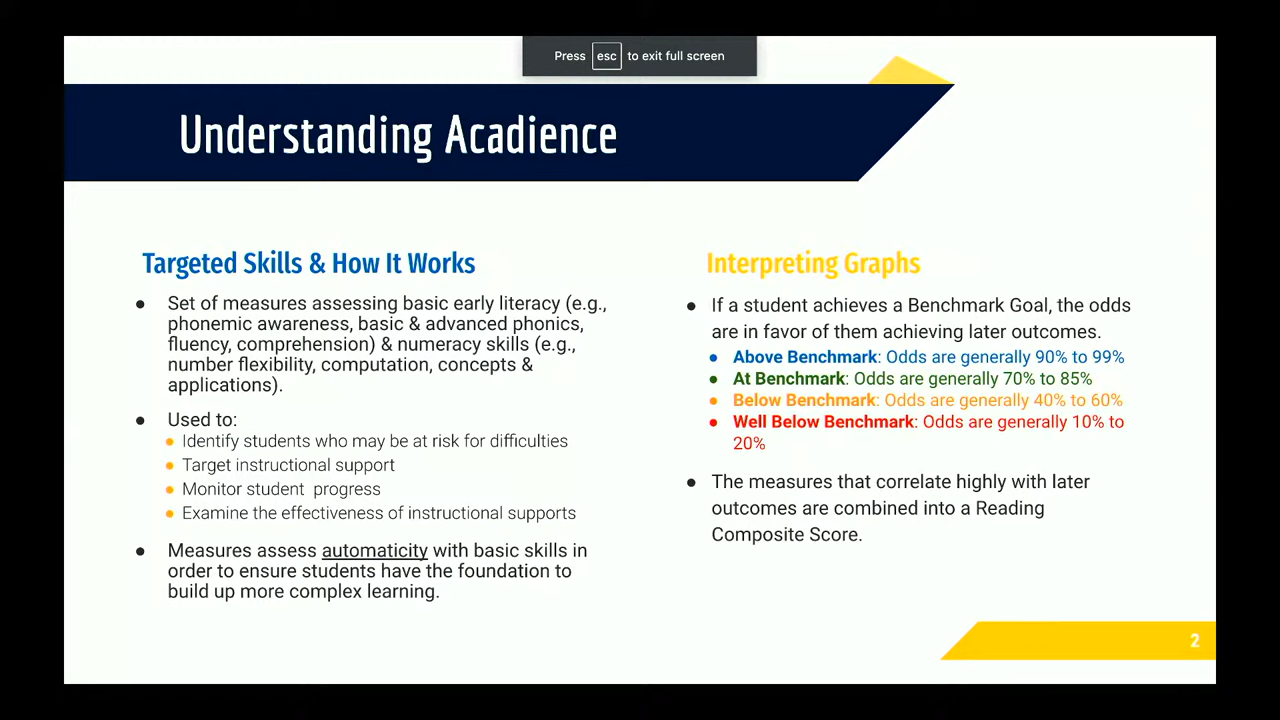 Press esc to exit full screen
Understanding Acadience
Targeted Skills & How It Works
● Set of measures assessing basic early literacy (e.g.,
phonemic awareness, basic & advanced phonics,
fluency, comprehension) & numeracy skills (e.g.,
number flexibility, computation, concepts &
applications).
● Used to:
● Identify students who may be at risk for difficulties
● Target instructional support
● Monitor student progress
● Examine the effectiveness of instructional supports
● Measures assess automaticity with basic skills in
order to ensure students have the foundation to
build up more complex learning.
Interpreting Graphs
● If a student achieves a Benchmark Goal, the odds
are in favor of them achieving later outcomes.
● Above Benchmark: Odds are generally 90% to 99%
● At Benchmark: Odds are generally 70% to 85%
● Below Benchmark: Odds are generally 40% to 60%
● Well Below Benchmark: Odds are generally 10% to
20%
● The measures that correlate highly with later
outcomes are combined into a Reading
Composite Score.
2